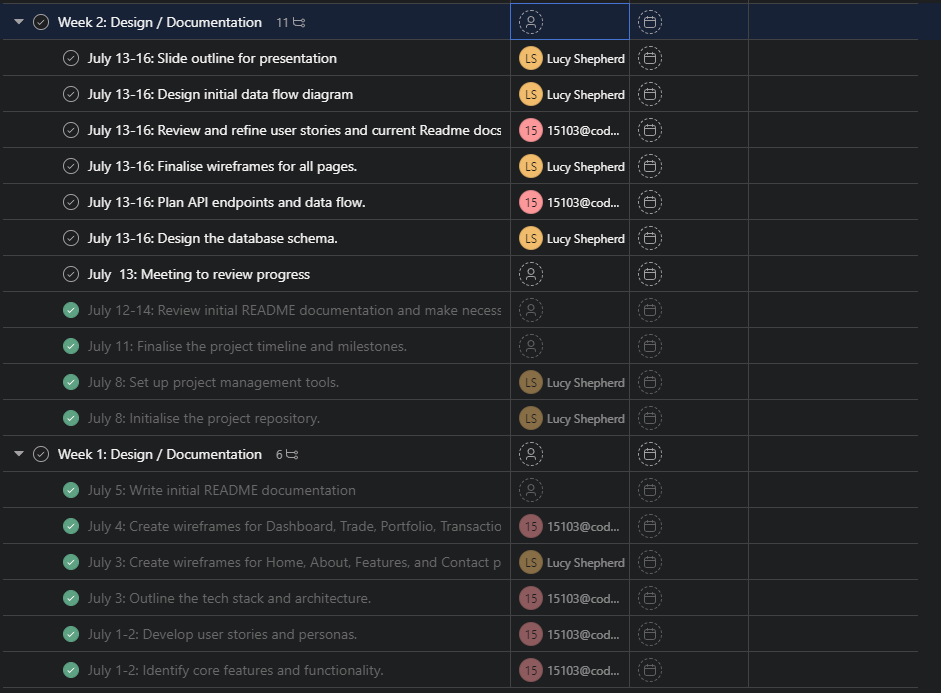 Week 2: Design / Documentation 11
July 13-16: Slide outline for presentation LS Lucy Shepherd
July 13-16: Design initial data flow diagram LS Lucy Shepherd
July 13-16: Review and refine user stories and current Readme docs 15 15103@cod...
July 13-16: Finalise wireframes for all pages. LS Lucy Shepherd
July 13-16: Plan API endpoints and data flow. 15 15103@cod...
July 13-16: Design the database schema. LS Lucy Shepherd
July 13: Meeting to review progress
July 12-14: Review initial README documentation and make necess
July 11: Finalise the project timeline and milestones.
July 8: Set up project management tools. LS Lucy Shepherd
July 8: Initialise the project repository. LS Lucy Shepherd
Week 1: Design / Documentation 6
July 5: Write initial README documentation
July 4: Create wireframes for Dashboard, Trade, Portfolio, Transactio 15 15103@cod...
July 3: Create wireframes for Home, About, Features, and Contact p LS Lucy Shepherd
July 3: Outline the tech stack and architecture. 15 15103@cod...
July 1-2: Develop user stories and personas. 15 15103@cod...
July 1-2: Identify core features and functionality. 15 15103@cod...